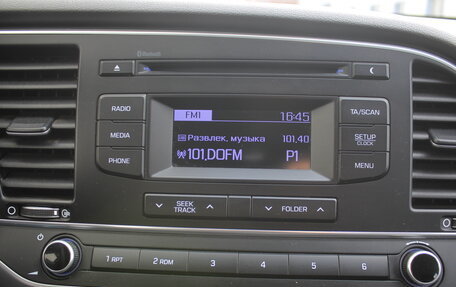 Bluetooth
RADIO
MEDIA
PHONE
FM1 16:45
Развлек. музыка 101,40
101,DOFM P1
TA/SCAN
SETUP
CLOCK
MENU
SEEK
TRACK
FOLDER
1 RPT 2 RDM 3 4 5 6